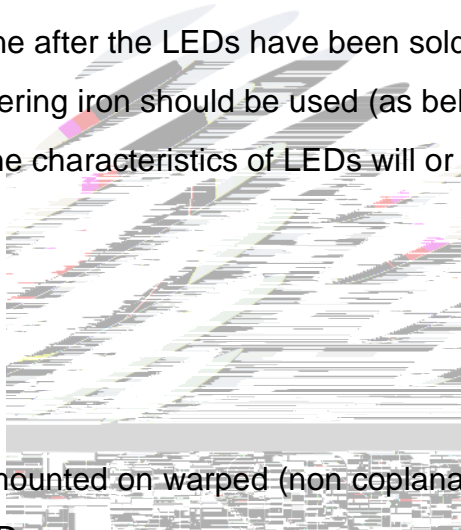 ne after the LEDs have been sold
ering iron should be used (as bel
ne characteristics of LEDs will or
mounted on warped (non coplana